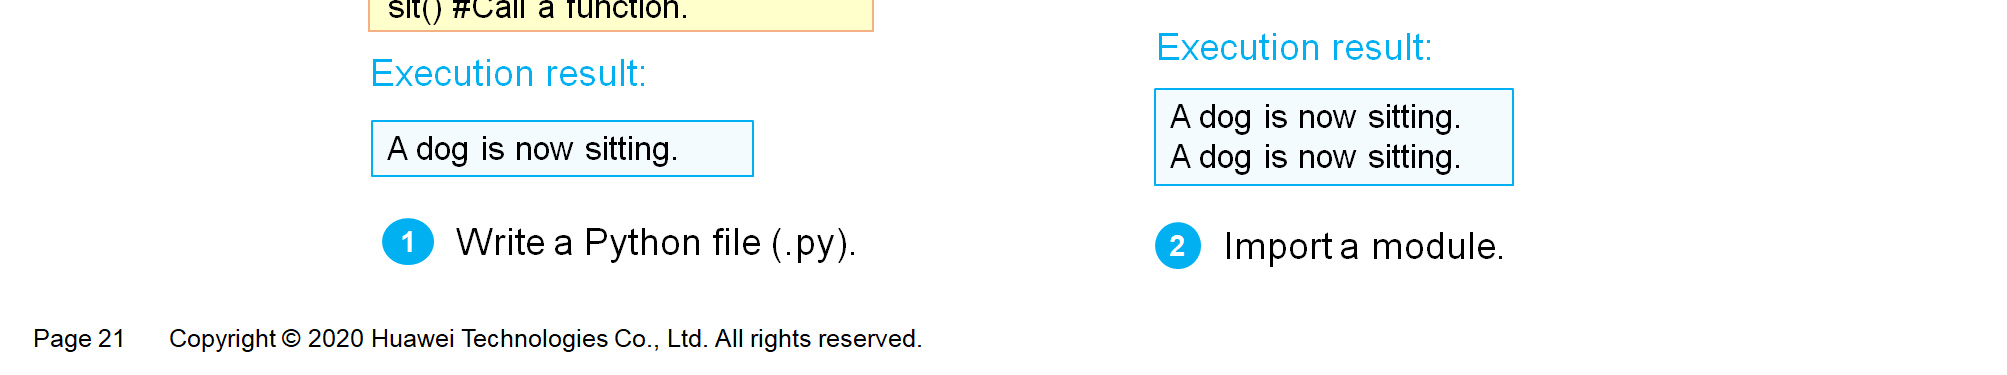 sit() #Call a function.
Execution result:
A dog is now sitting.
1 Write a Python file (.py).
Execution result:
A dog is now sitting.
A dog is now sitting.
2 Import a module.
Page 21 Copyright © 2020 Huawei Technologies Co., Ltd. All rights reserved.